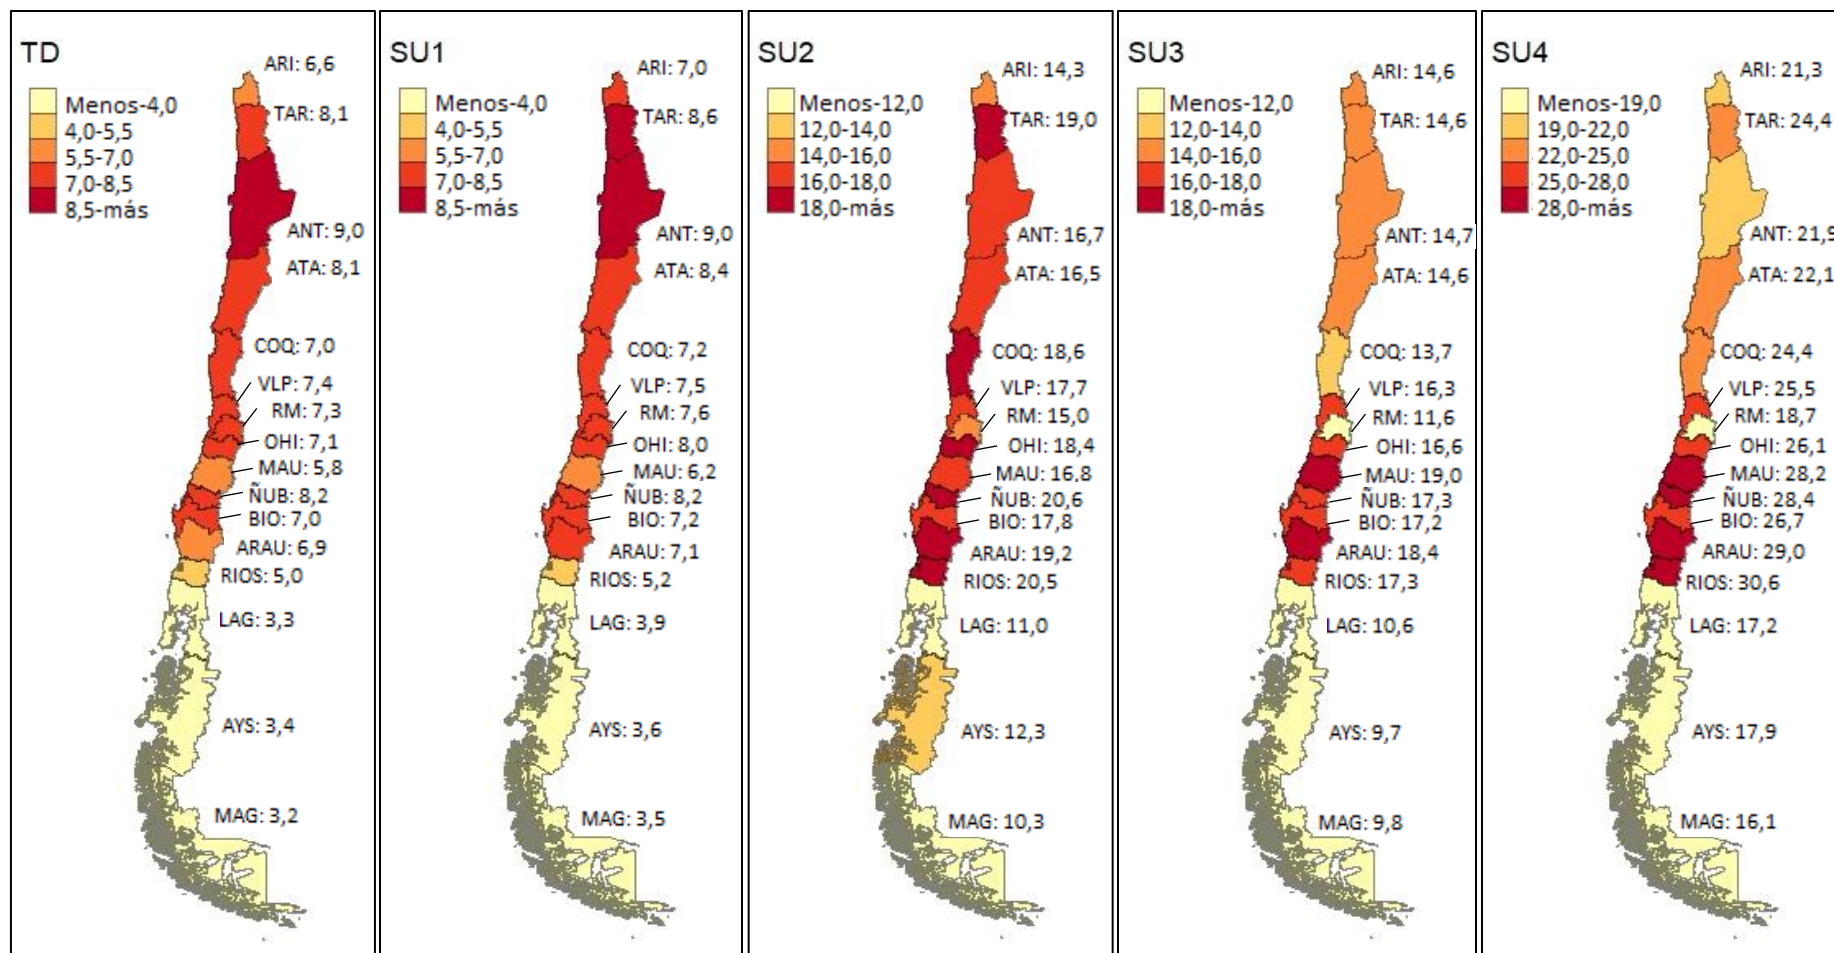 TD
Menos-4,0
4,0-5,5
5,5-7,0
7,0-8,5
8,5-más
ARI: 6,6
TAR: 8,1
ANT: 9,0
ATA: 8,1
COQ: 7,0
VLP: 7,4
RM: 7,3
OHI: 7,1
MAU: 5,8
ÑUB: 8,2
BIO: 7,0
ARAU: 6,9
RIOS: 5,0
LAG: 3,3
AYS: 3,4
MAG: 3,2
SU1
Menos-4,0
4,0-5,5
5,5-7,0
7,0-8,5
8,5-más
ARI: 7,0
TAR: 8,6
ANT: 9,0
ATA: 8,4
COQ: 7,2
VLP: 7,5
RM: 7,6
OHI: 8,0
MAU: 6,2
ÑUB: 8,2
BIO: 7,2
ARAU: 7,1
RIOS: 5,2
LAG: 3,9
AYS: 3,6
MAG: 3,5
SU2
Menos-12,0
12,0-14,0
14,0-16,0
16,0-18,0
18,0-más
ARI: 14,3
TAR: 19,0
ANT: 16,7
ATA: 16,5
COQ: 18,6
VLP: 17,7
RM: 15,0
OHI: 18,4
MAU: 16,8
ÑUB: 20,6
BIO: 17,8
ARAU: 19,2
RIOS: 20,5
LAG: 11,0
AYS: 12,3
MAG: 10,3
SU3
Menos-12,0
12,0-14,0
14,0-16,0
16,0-18,0
18,0-más
ARI: 14,6
TAR: 14,6
ANT: 14,7
ATA: 14,6
COQ: 13,7
VLP: 16,3
RM: 11,6
OHI: 16,6
MAU: 19,0
ÑUB: 17,3
BIO: 17,2
ARAU: 18,4
RIOS: 17,3
LAG: 10,6
AYS: 9,7
MAG: 9,8
SU4
Menos-19,0
19,0-22,0
22,0-25,0
25,0-28,0
28,0-más
ARI: 21,3
TAR: 24,4
ANT: 21,5
ATA: 22,1
COQ: 24,4
VLP: 25,5
RM: 18,7
OHI: 26,1
MAU: 28,2
ÑUB: 28,4
BIO: 26,7
ARAU: 29,0
RIOS: 30,6
LAG: 17,2
AYS: 17,9
MAG: 16,1